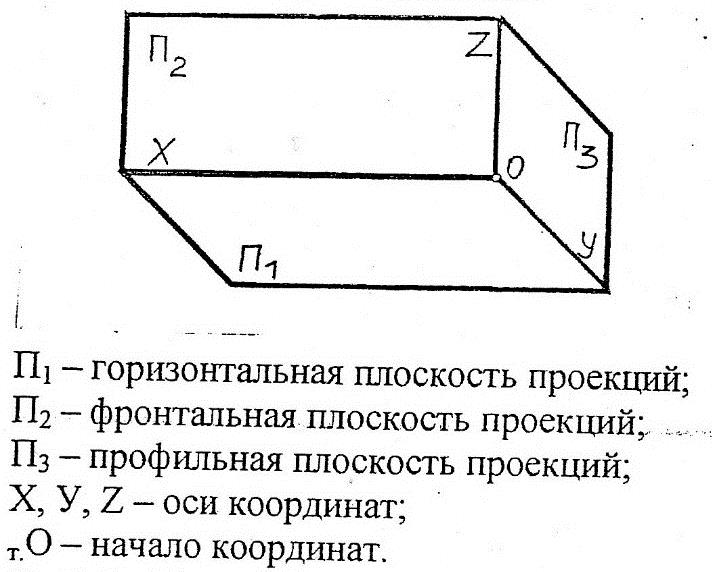 П2
Z
X
O
П3
У
П1
П1 – горизонтальная плоскость проекций;
П2 – фронтальная плоскость проекций;
П3 – профильная плоскость проекций;
Х, У, Z – оси координат;
т.О – начало координат.